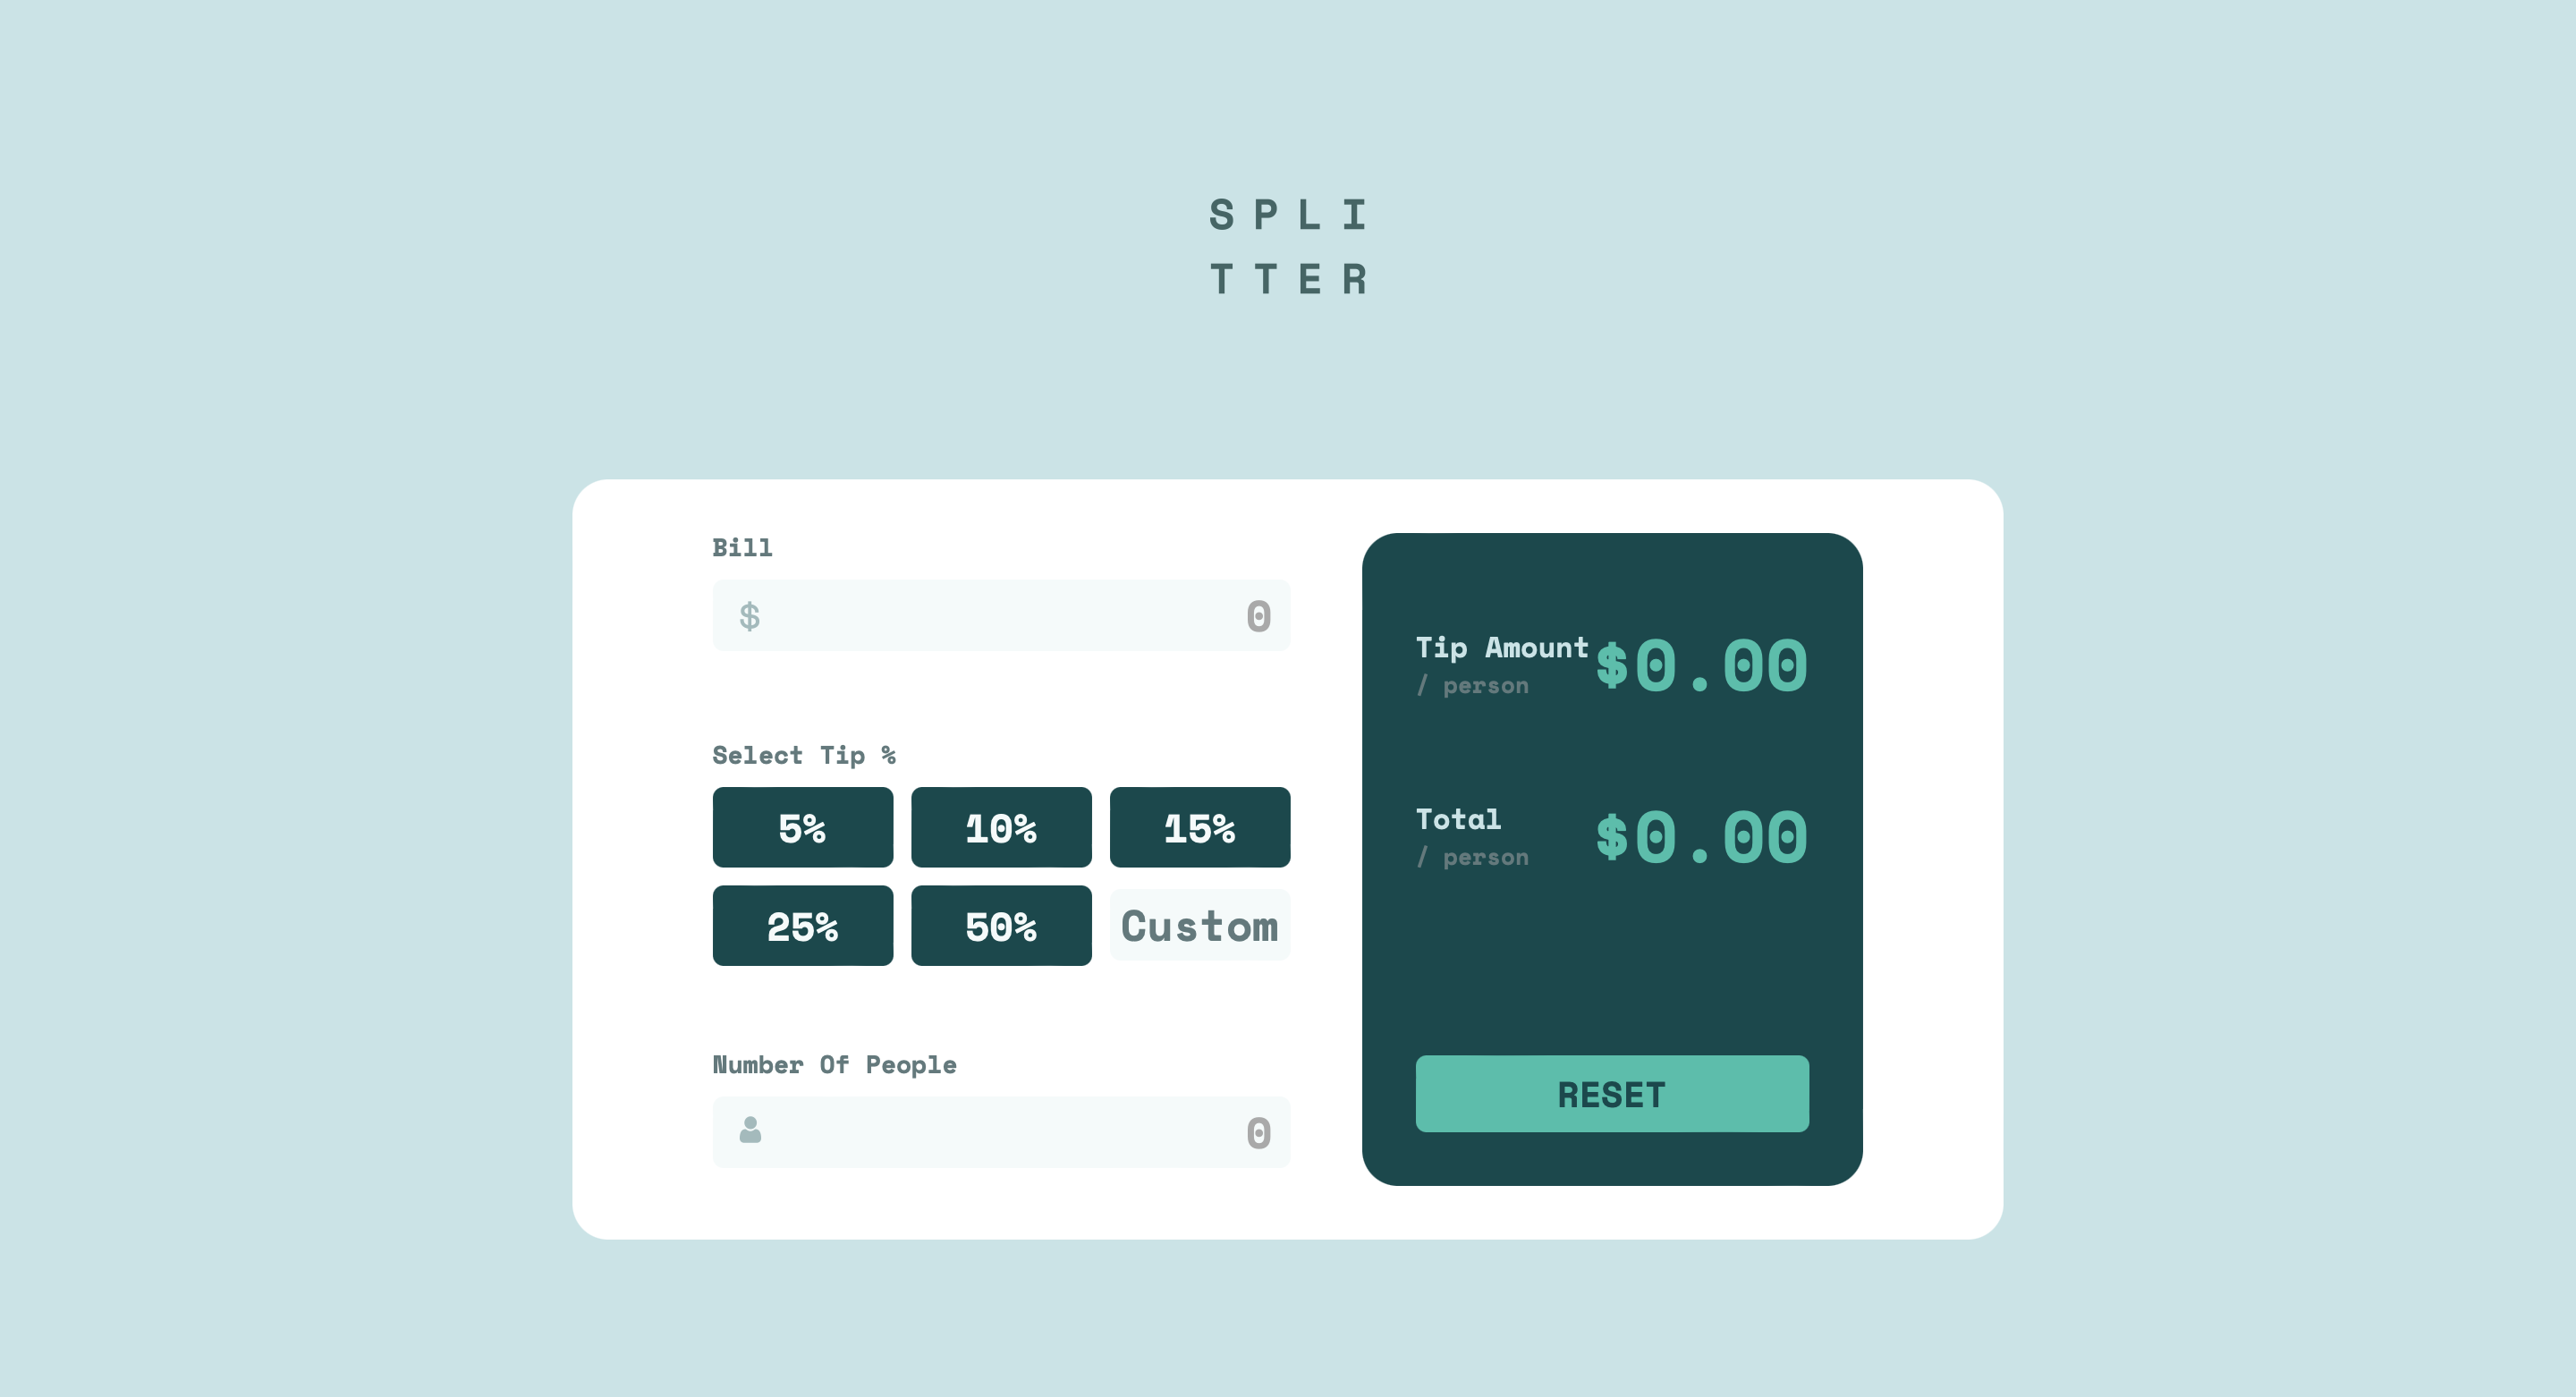 SPLI
TTER
Bill
$ 0
Select Tip %
5% 10% 15%
25% 50% Custom
Number Of People
0
Tip Amount $0.00
/ person
Total $0.00
/ person
RESET